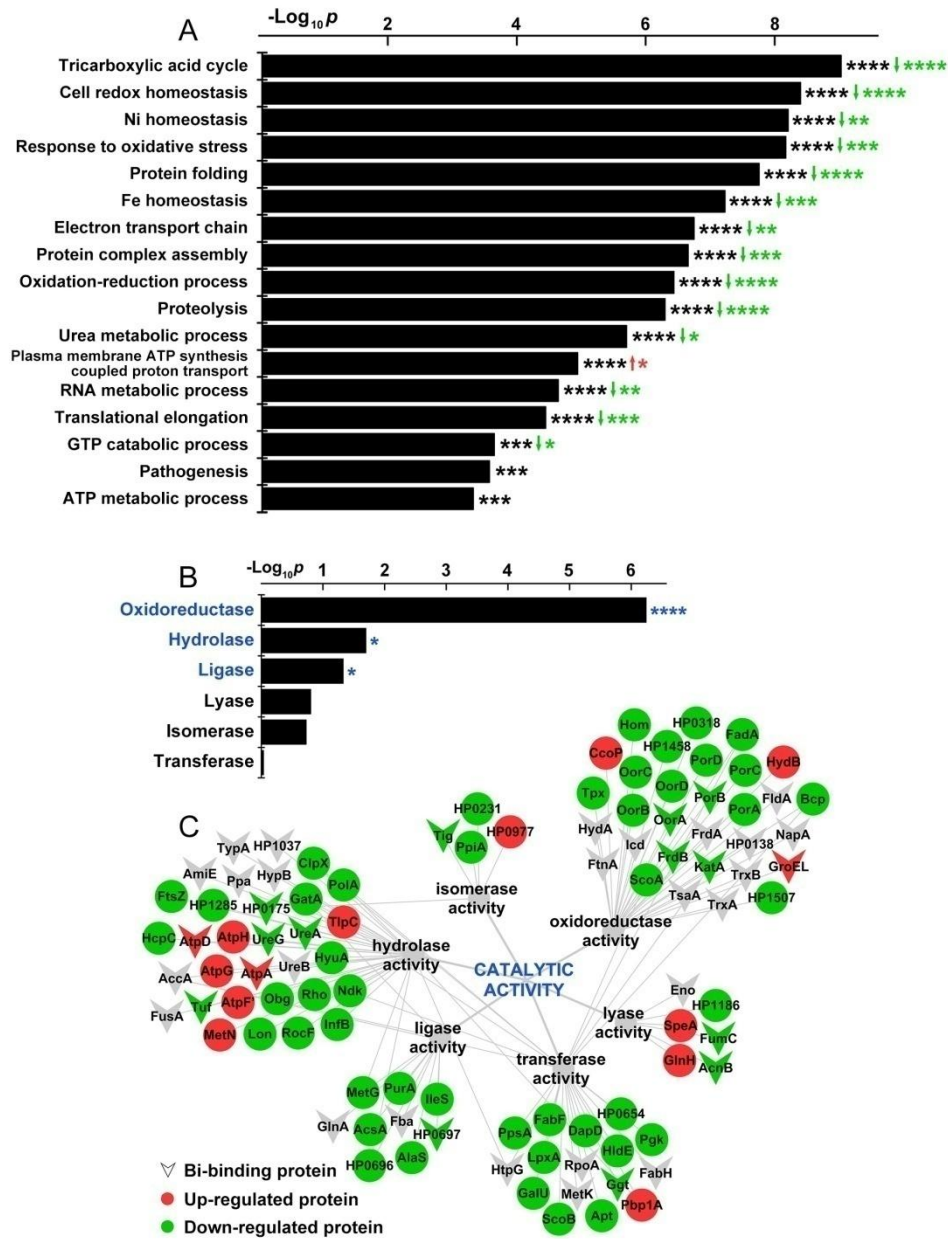 A
-Log10 p
2 4 6 8
Tricarboxylic acid cycle **** ↓ ****
Cell redox homeostasis **** ↓ ****
Ni homeostasis **** ↓ **
Response to oxidative stress **** ↓ ***
Protein folding **** ↓ ****
Fe homeostasis **** ↓ ***
Electron transport chain **** ↓ **
Protein complex assembly **** ↓ ***
Oxidation-reduction process **** ↓ ****
Proteolysis **** ↓ ****
Urea metabolic process **** ↓ *
Plasma membrane ATP synthesis
coupled proton transport **** ↑ *
RNA metabolic process **** ↓ **
Translational elongation **** ↓ ***
GTP catabolic process *** ↓ *
Pathogenesis ***
ATP metabolic process ***
B
-Log10 p
1 2 3 4 5 6
Oxidoreductase ****
Hydrolase *
Ligase *
Lyase
Isomerase
Transferase
C
CATALYTIC
ACTIVITY
TypA HP1037
AmiE Ppa HypB ClpX
FtsZ HP1285 HP0175 GatA PolA
HcpC AtpD AtpH UreG UreA TlpC
AccA AtpG AtpA UreB HyuA
FusA Tuf AtpF' Obg Rho Ndk
MetN Lon RocF InfB
hydrolase
activity
HP0231
Tig HP0977
PpiA
isomerase
activity
Hom HP0318
CcoP HP1458 FadA
OorC PorD HydB
Tpx OorD PorB PorC FldA Bcp
OorB OorA PorA
HydA Icd FrdA HP0138 NapA
FtnA FrdB KatA TrxB GroEL
ScoA TsaA TrxA HP1507
oxidoreductase
activity
Eno
HP1186
SpeA
FumC
GlnH AcnB
lyase
activity
ligase
activity
MetG PurA IleS
GlnA AcsA Fba
HP0697
HP0696 AlaS
transferase
activity
FabF HP0654
PpsA DapD Pgk
LpxA HldE
HtpG RpoA FabH
GalU MetK Ggt
Pbp1A
ScoB Apt
Bi-binding protein
Up-regulated protein
Down-regulated protein